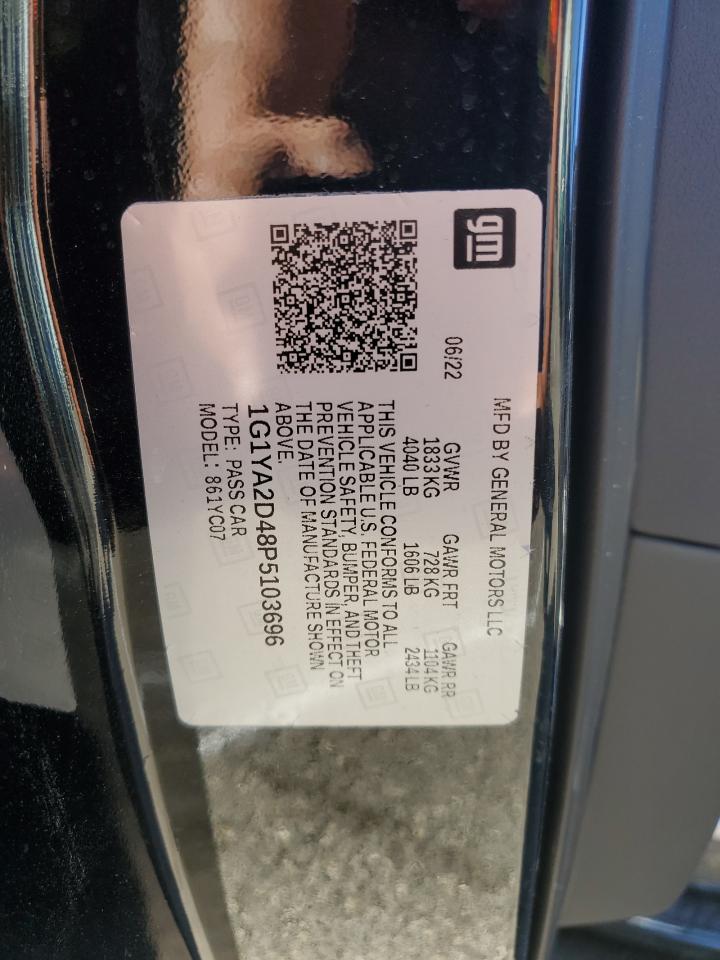 gm
MFD BY GENERAL MOTORS LLC
06/22
GVWR GAWR FRT GAWR RR
1833 KG 728 KG 1104 KG
4040 LB 1606 LB 2434 LB
THIS VEHICLE CONFORMS TO ALL
APPLICABLE U.S. FEDERAL MOTOR
VEHICLE SAFETY, BUMPER, AND THEFT
PREVENTION STANDARDS IN EFFECT ON
THE DATE OF MANUFACTURE SHOWN
ABOVE.
1G1YA2D48P5103696
TYPE: PASS CAR
MODEL: 861YC07